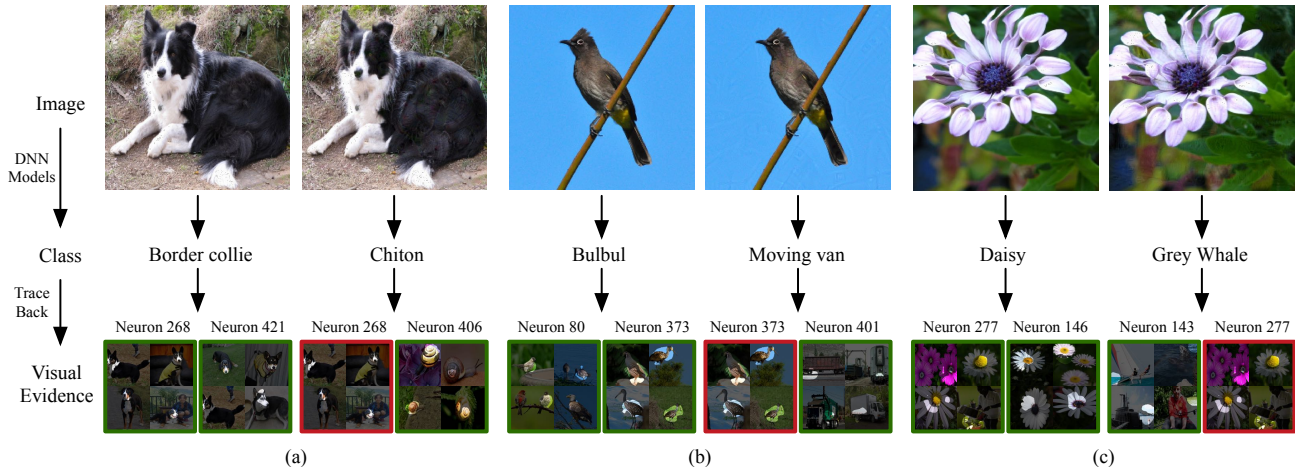 Image
DNN
Models
Class
Border collie
Chiton
Bulbul
Moving van
Daisy
Grey Whale
Trace
Back
Neuron 268
Neuron 421
Neuron 268
Neuron 406
Neuron 80
Neuron 373
Neuron 373
Neuron 401
Neuron 277
Neuron 146
Neuron 143
Neuron 277
Visual
Evidence
(a)
(b)
(c)